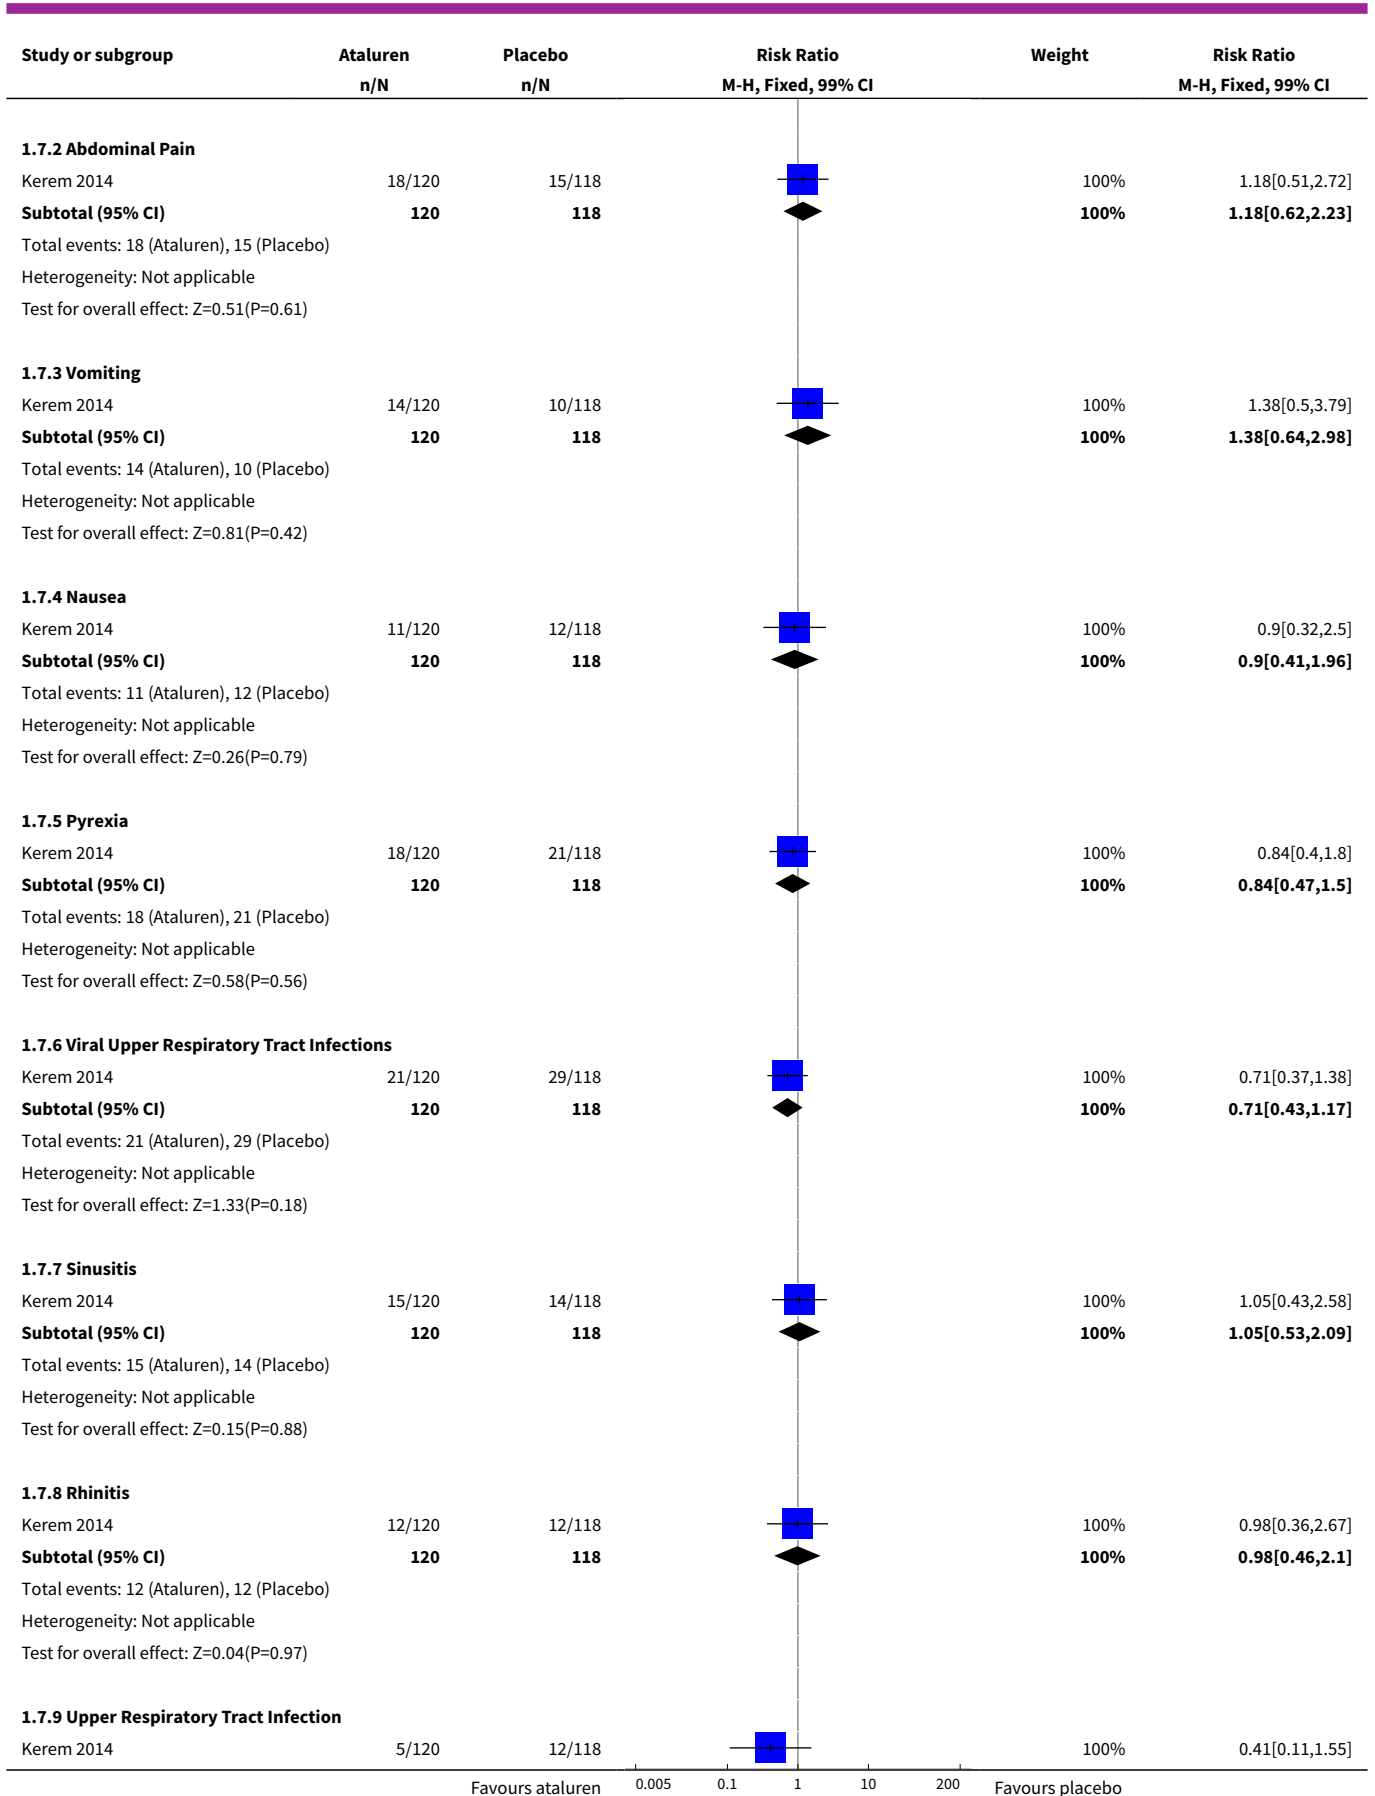 Study or subgroup Ataluren Placebo Risk Ratio Weight Risk Ratio
n/N n/N M-H, Fixed, 99% CI M-H, Fixed, 99% CI
1.7.2 Abdominal Pain
Kerem 2014 18/120 15/118 100% 1.18[0.51,2.72]
Subtotal (95% CI) 120 118 100% 1.18[0.62,2.23]
Total events: 18 (Ataluren), 15 (Placebo)
Heterogeneity: Not applicable
Test for overall effect: Z=0.51(P=0.61)
1.7.3 Vomiting
Kerem 2014 14/120 10/118 100% 1.38[0.5,3.79]
Subtotal (95% CI) 120 118 100% 1.38[0.64,2.98]
Total events: 14 (Ataluren), 10 (Placebo)
Heterogeneity: Not applicable
Test for overall effect: Z=0.81(P=0.42)
1.7.4 Nausea
Kerem 2014 11/120 12/118 100% 0.9[0.32,2.5]
Subtotal (95% CI) 120 118 100% 0.9[0.41,1.96]
Total events: 11 (Ataluren), 12 (Placebo)
Heterogeneity: Not applicable
Test for overall effect: Z=0.26(P=0.79)
1.7.5 Pyrexia
Kerem 2014 18/120 21/118 100% 0.84[0.4,1.8]
Subtotal (95% CI) 120 118 100% 0.84[0.47,1.5]
Total events: 18 (Ataluren), 21 (Placebo)
Heterogeneity: Not applicable
Test for overall effect: Z=0.58(P=0.56)
1.7.6 Viral Upper Respiratory Tract Infections
Kerem 2014 21/120 29/118 100% 0.71[0.37,1.38]
Subtotal (95% CI) 120 118 100% 0.71[0.43,1.17]
Total events: 21 (Ataluren), 29 (Placebo)
Heterogeneity: Not applicable
Test for overall effect: Z=1.33(P=0.18)
1.7.7 Sinusitis
Kerem 2014 15/120 14/118 100% 1.05[0.43,2.58]
Subtotal (95% CI) 120 118 100% 1.05[0.53,2.09]
Total events: 15 (Ataluren), 14 (Placebo)
Heterogeneity: Not applicable
Test for overall effect: Z=0.15(P=0.88)
1.7.8 Rhinitis
Kerem 2014 12/120 12/118 100% 0.98[0.36,2.67]
Subtotal (95% CI) 120 118 100% 0.98[0.46,2.1]
Total events: 12 (Ataluren), 12 (Placebo)
Heterogeneity: Not applicable
Test for overall effect: Z=0.04(P=0.97)
1.7.9 Upper Respiratory Tract Infection
Kerem 2014 5/120 12/118 100% 0.41[0.11,1.55]
Favours ataluren 0.005 0.1 1 10 200 Favours placebo